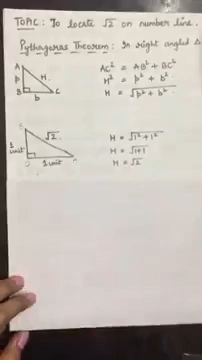 TOPIC: To locate √2 on number line.
Pythagoras Theorem: In right angled Δ
A
P
H
B
b
C
AC² = AB² + BC²
H² = p² + b²
H = √p² + b²
1 unit
√2
1 unit
H = √1² + 1²
H = √1+1
H = √2